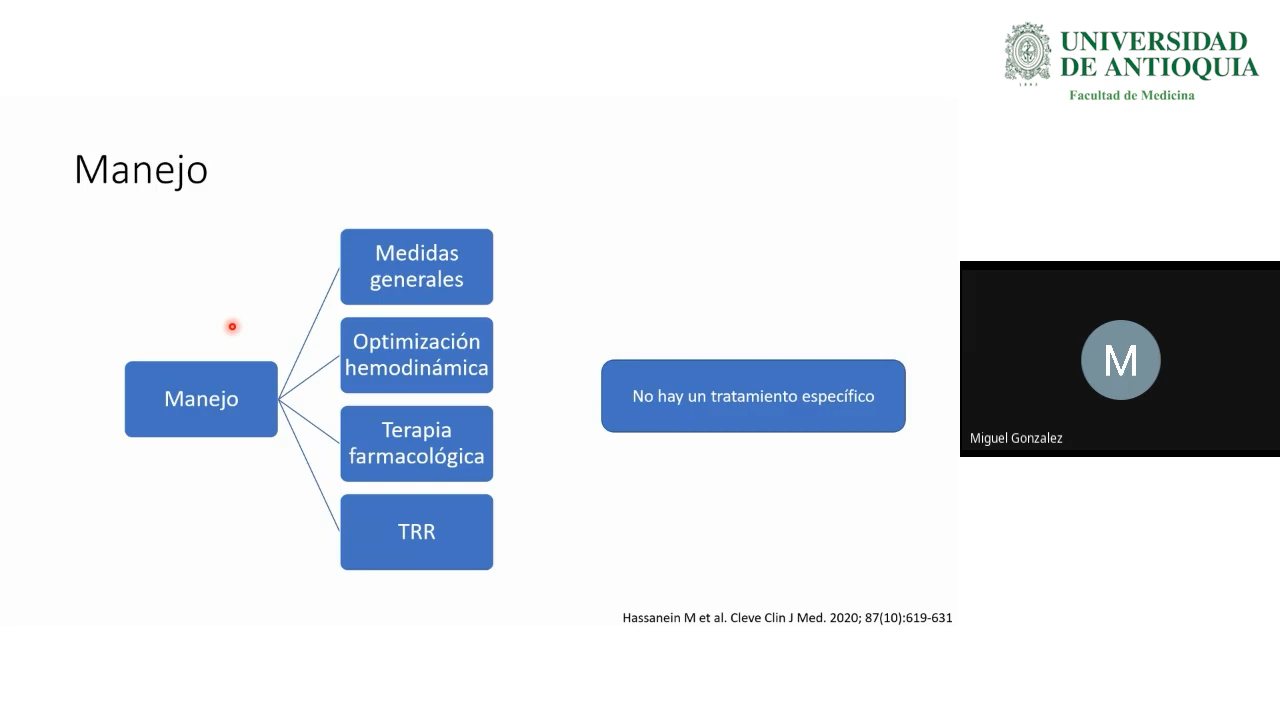 UNIVERSIDAD
DE ANTIOQUIA
1803
Facultad de Medicina
Manejo
Manejo
Medidas
generales
Optimización
hemodinámica
Terapia
farmacológica
TRR
No hay un tratamiento específico
Hassanein M et al. Cleve Clin J Med. 2020; 87(10):619-631
M
Miguel Gonzalez